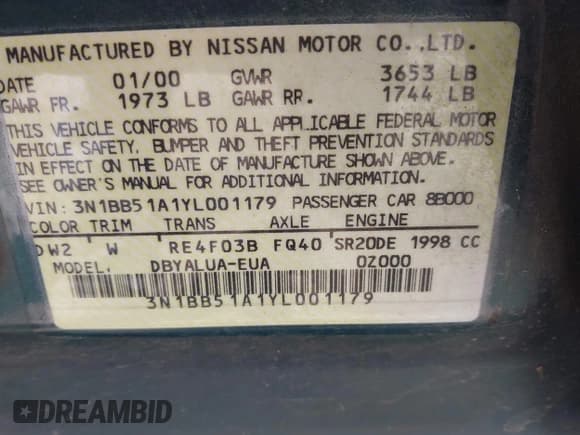 MANUFACTURED BY NISSAN MOTOR CO.,LTD.
DATE 01/00 GVWR 3653 LB
GAWR FR. 1973 LB GAWR RR. 1744 LB
THIS VEHICLE CONFORMS TO ALL APPLICABLE FEDERAL MOTOR
VEHICLE SAFETY, BUMPER AND THEFT PREVENTION STANDARDS
IN EFFECT ON THE DATE OF MANUFACTURE SHOWN ABOVE.
SEE OWNER'S MANUAL FOR ADDITIONAL INFORMATION.
VIN: 3N1BB51A1YL001179 PASSENGER CAR 8B000
COLOR TRIM TRANS AXLE ENGINE
DW2 W RE4F03B FQ40 SR20DE 1998 CC
MODEL. DBYALUA-EUA 0Z000
3N1BB51A1YL001179
DREAMBID